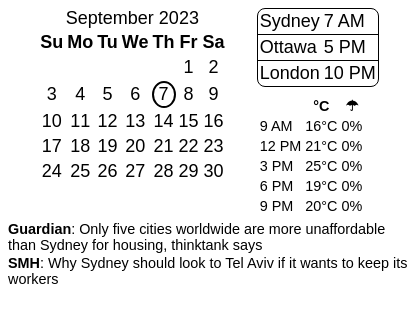 September 2023
Su Mo Tu We Th Fr Sa
1 2
3 4 5 6 7 8 9
10 11 12 13 14 15 16
17 18 19 20 21 22 23
24 25 26 27 28 29 30
Sydney 7 AM
Ottawa 5 PM
London 10 PM
°C ☂
9 AM 16°C 0%
12 PM 21°C 0%
3 PM 25°C 0%
6 PM 19°C 0%
9 PM 20°C 0%
Guardian: Only five cities worldwide are more unaffordable
than Sydney for housing, thinktank says
SMH: Why Sydney should look to Tel Aviv if it wants to keep its
workers